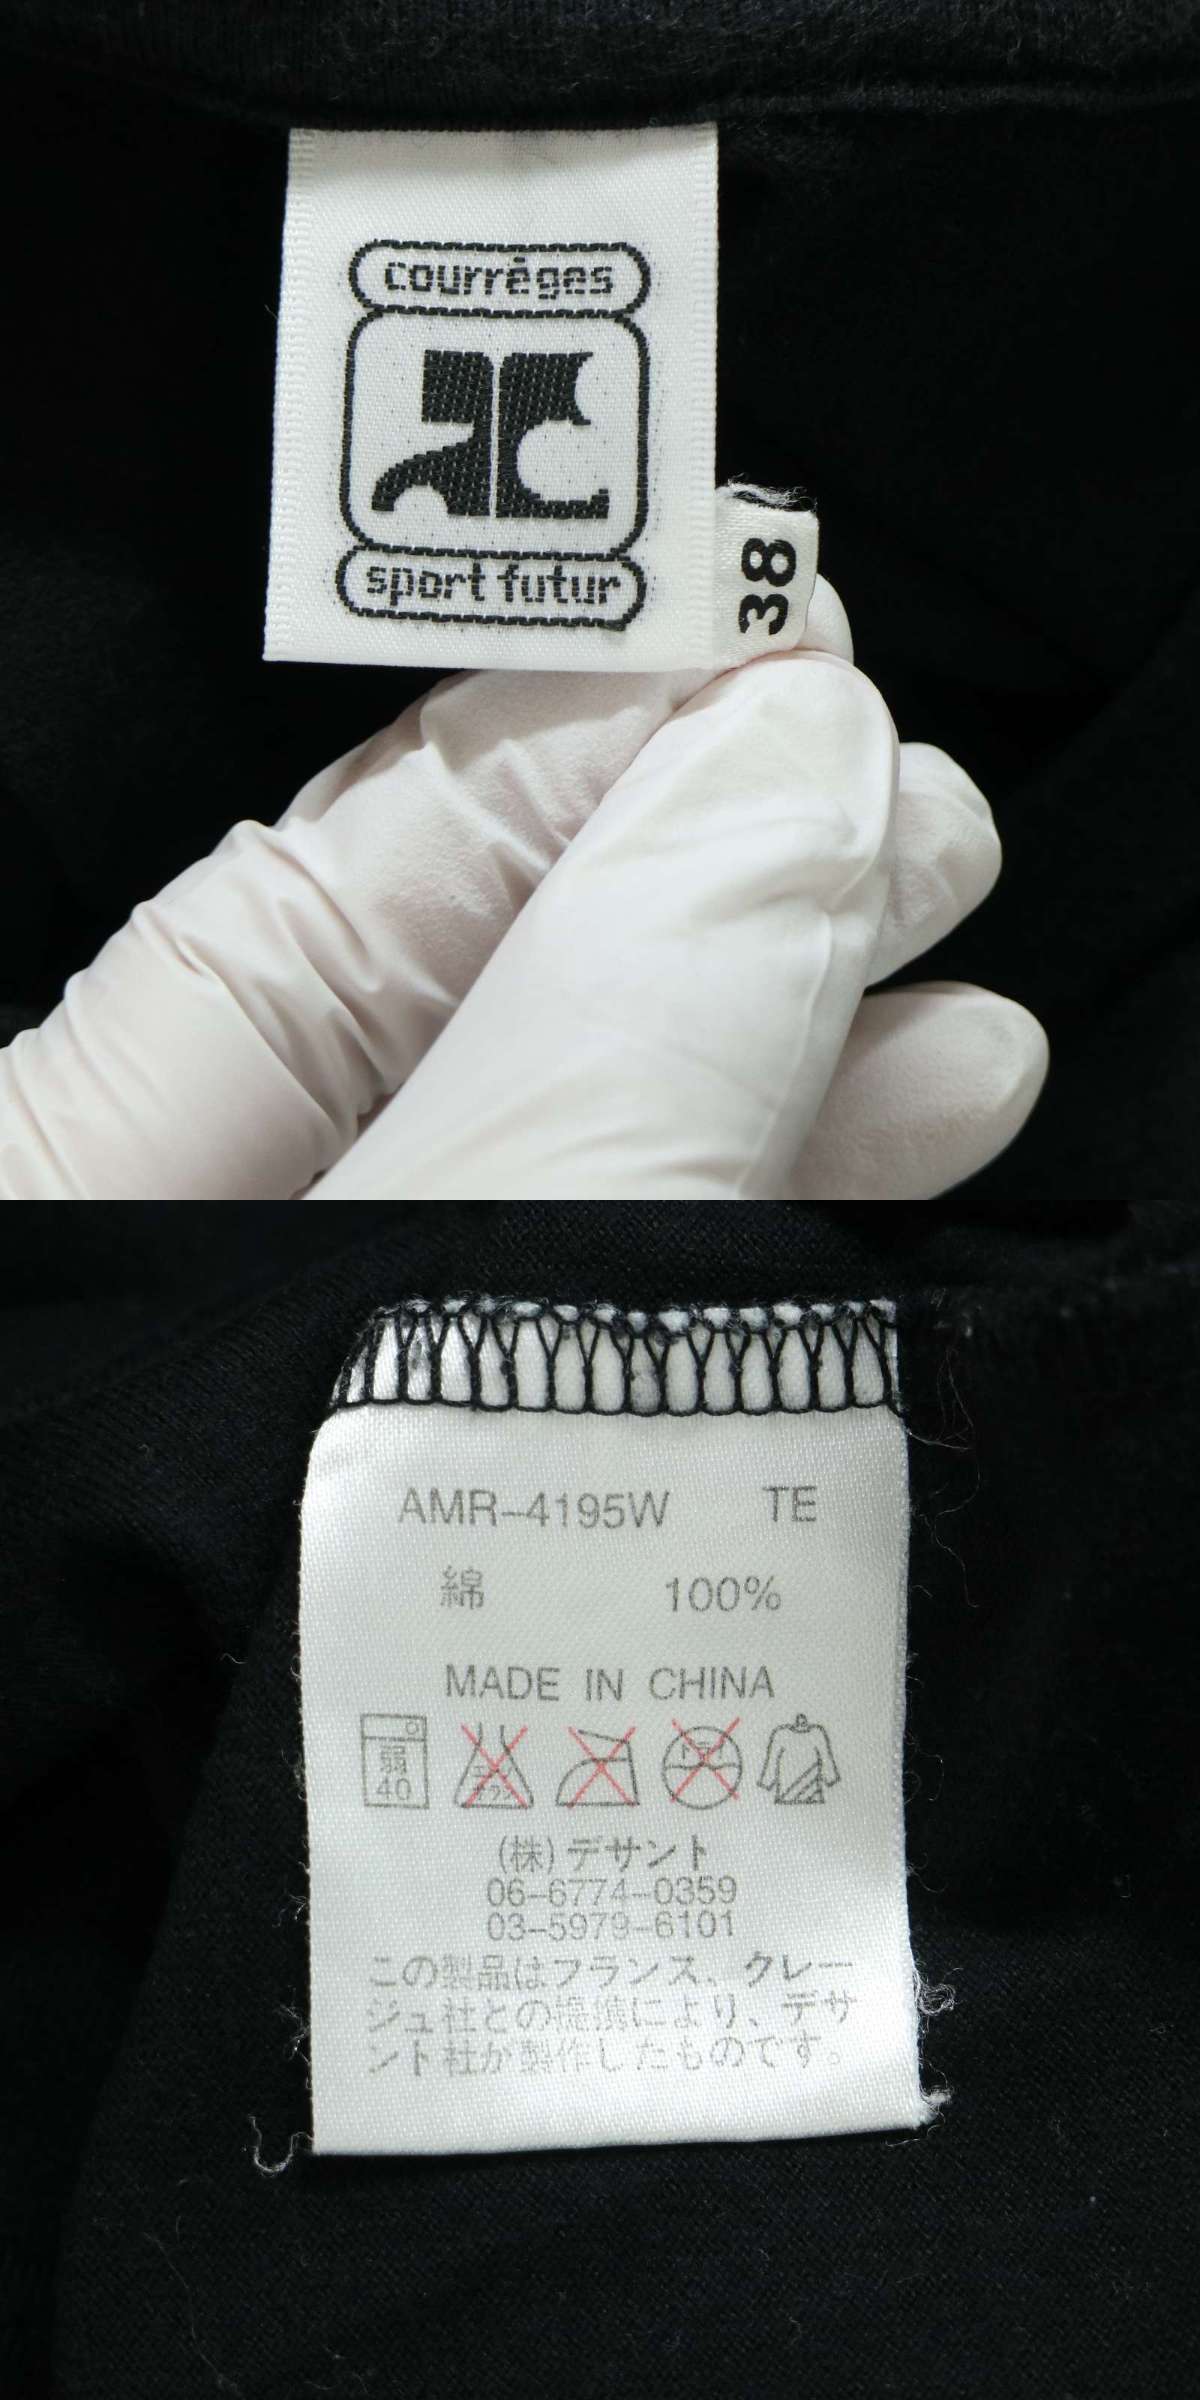 courrèges
sport futur
38
AMR-4195W TE
綿 100%
MADE IN CHINA
弱
40
(株)デサント
06-6774-0359
03-5979-6101
この製品はフランス、クレー
ジュ社との提携により、デサ
ント社が製作したものです。